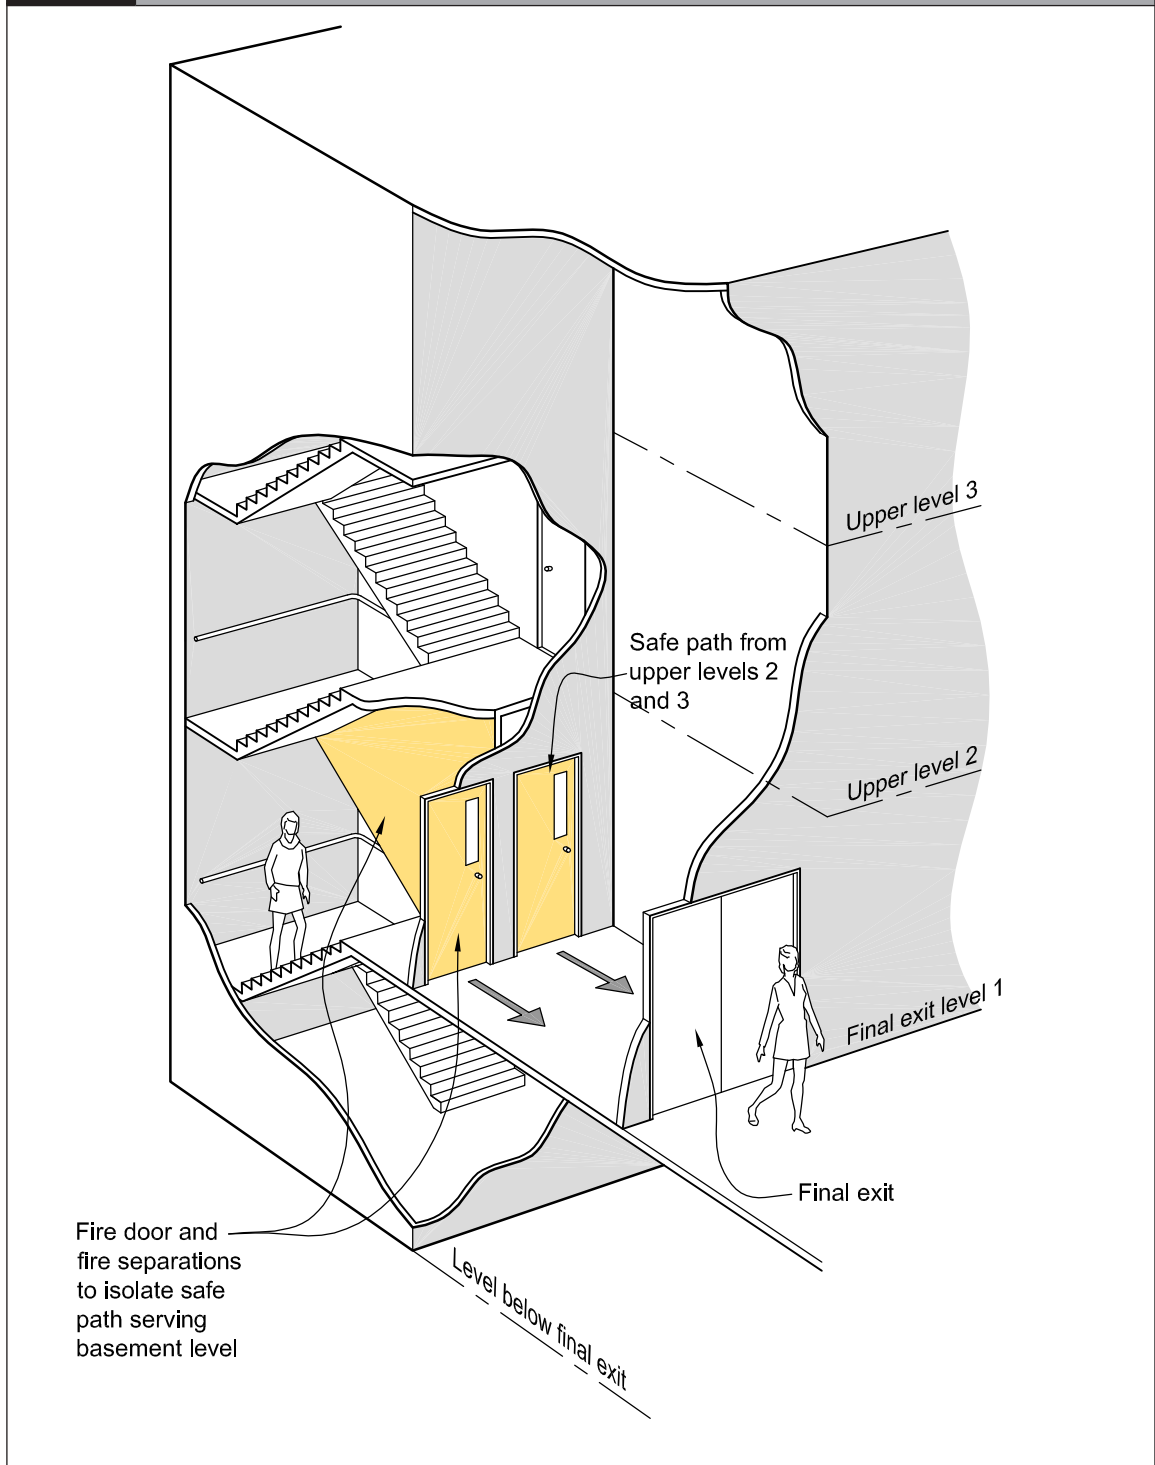 Upper level 3
Safe path from
upper levels 2
and 3
Upper level 2
Final exit level 1
Final exit
Fire door and
fire separations
to isolate safe
path serving
basement level
Level below final exit